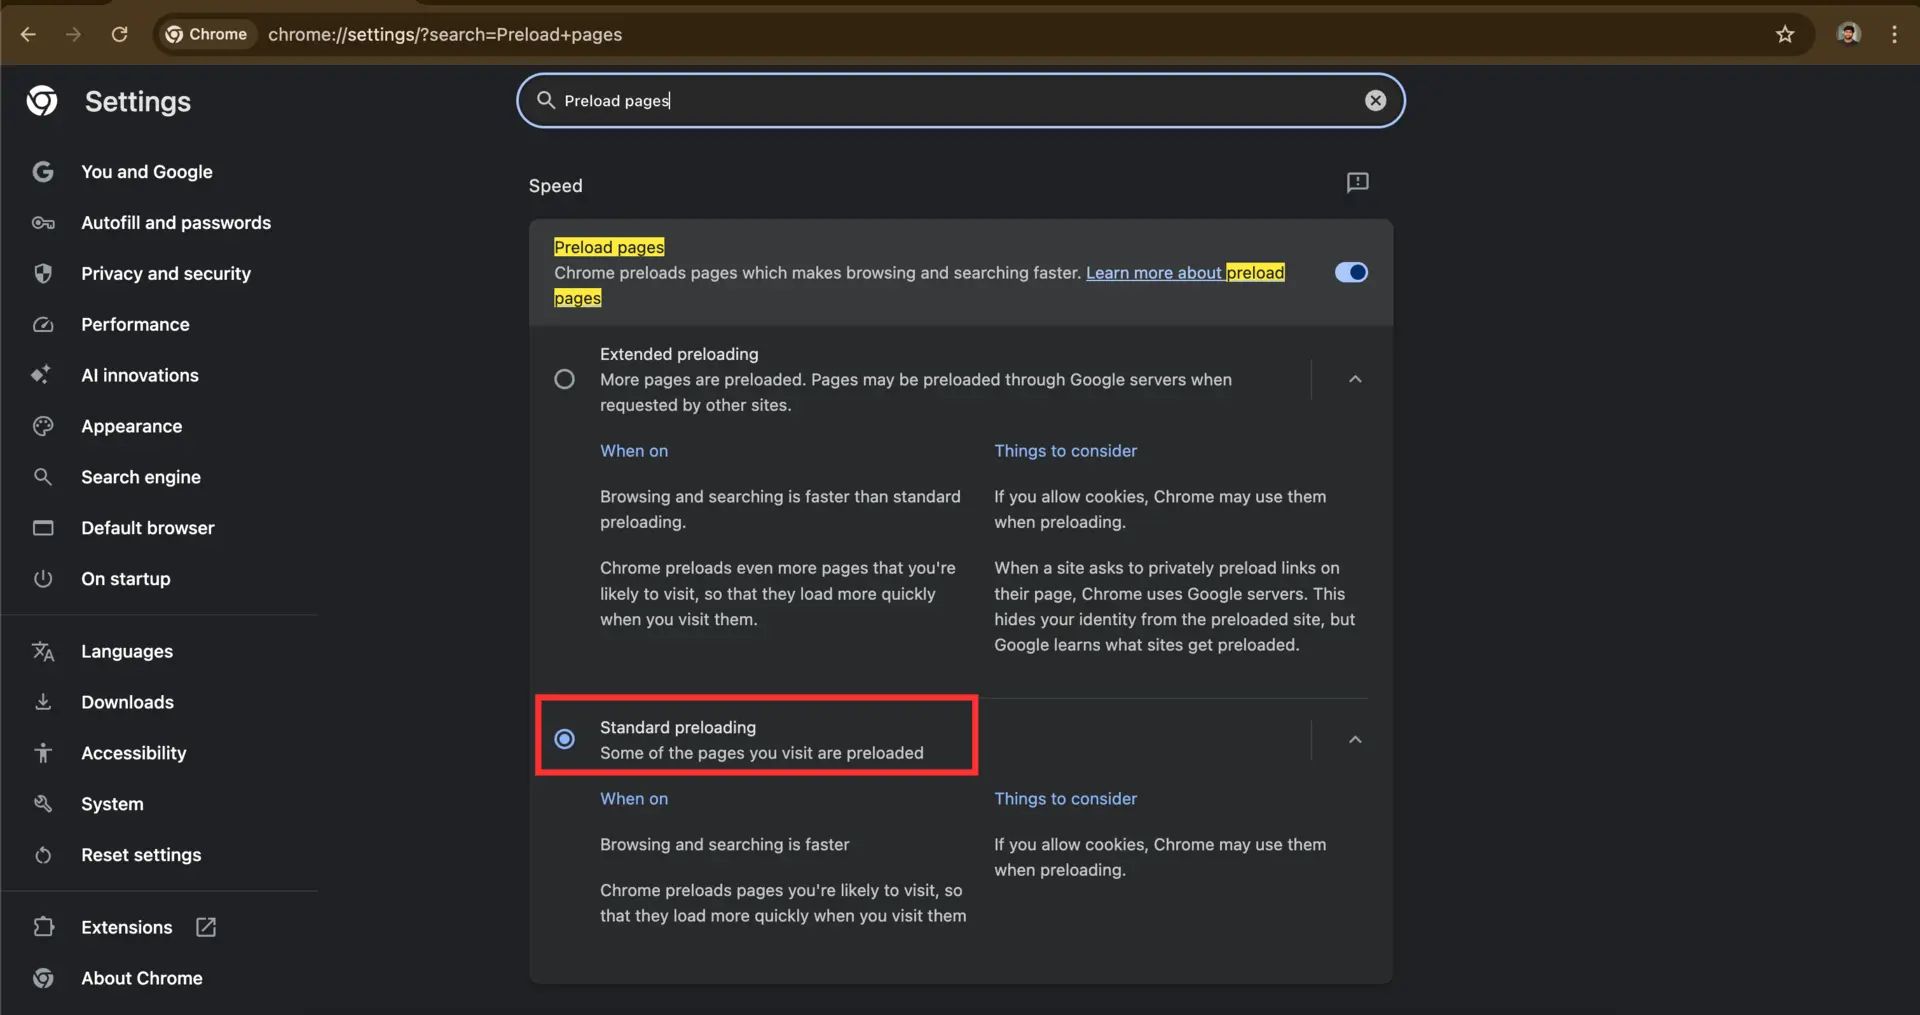 Chrome
chrome://settings/?search=Preload+pages
Settings
Preload pages
You and Google
Autofill and passwords
Privacy and security
Performance
AI innovations
Appearance
Search engine
Default browser
On startup
Languages
Downloads
Accessibility
System
Reset settings
Extensions
About Chrome
Speed
Preload pages
Chrome preloads pages which makes browsing and searching faster. Learn more about preload
pages
Extended preloading
More pages are preloaded. Pages may be preloaded through Google servers when
requested by other sites.
When on
Browsing and searching is faster than standard
preloading.
Chrome preloads even more pages that you're
likely to visit, so that they load more quickly
when you visit them.
Things to consider
If you allow cookies, Chrome may use them
when preloading.
When a site asks to privately preload links on
their page, Chrome uses Google servers. This
hides your identity from the preloaded site, but
Google learns what sites get preloaded.
Standard preloading
Some of the pages you visit are preloaded
When on
Browsing and searching is faster
Chrome preloads pages you're likely to visit, so
that they load more quickly when you visit them
Things to consider
If you allow cookies, Chrome may use them
when preloading.